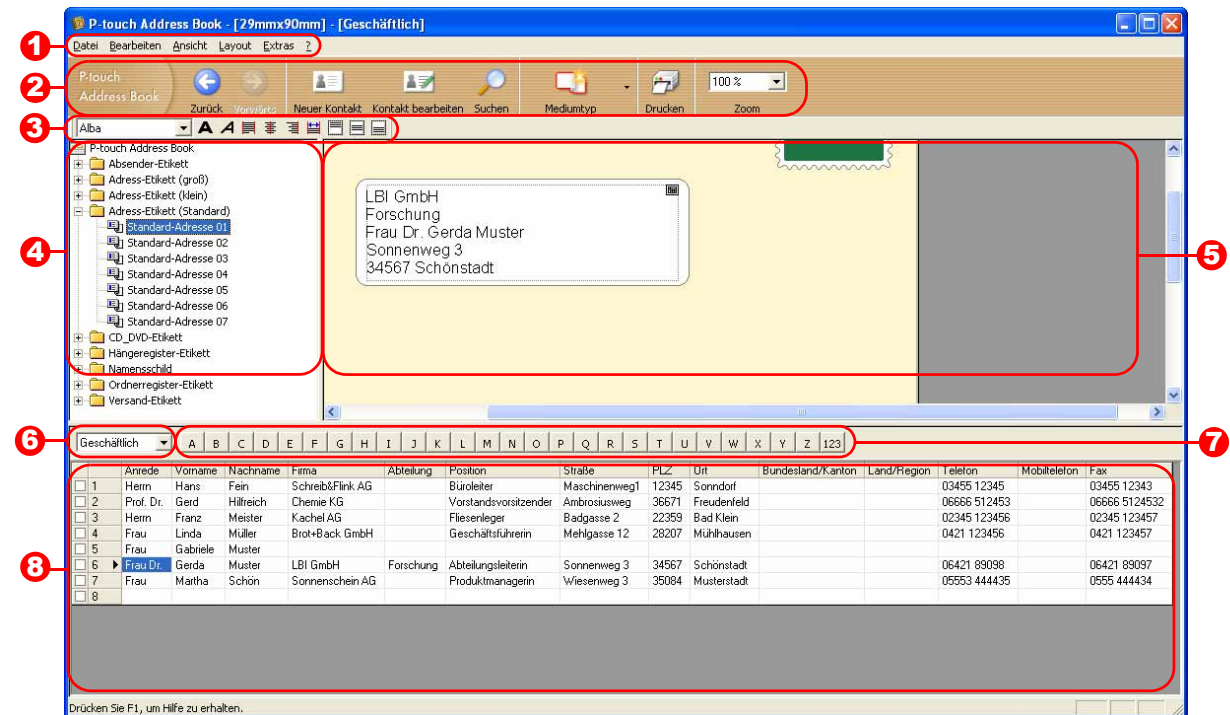 P-touch Address Book - [29mmx90mm] - [Geschäftlich]
1
Datei Bearbeiten Ansicht Layout Extras ?
2
P-touch
Address Book
Zurück Vorwärts Neuer Kontakt Kontakt bearbeiten Suchen Mediumtyp Drucken 100 % Zoom
3
Alba A A
4
P-touch Address Book
Absender-Etikett
Adress-Etikett (groß)
Adress-Etikett (klein)
Adress-Etikett (Standard)
Standard-Adresse 01
Standard-Adresse 02
Standard-Adresse 03
Standard-Adresse 04
Standard-Adresse 05
Standard-Adresse 06
Standard-Adresse 07
CD_DVD-Etikett
Hängeregister-Etikett
Namensschild
Ordnerregister-Etikett
Versand-Etikett
LBI GmbH
Forschung
Frau Dr. Gerda Muster
Sonnenweg 3
34567 Schönstadt
5
6
Geschäftlich A B C D E F G H I J K L M N O P Q R S T U V W X Y Z 123
7
8
Anrede Vorname Nachname Firma Abteilung Position Straße PLZ Ort Bundesland/Kanton Land/Region Telefon Mobiltelefon Fax
1 Herrn Hans Fein Schreib&Flink AG Büroleiter Maschinenweg1 12345 Sonndorf 03455 12345 03455 12343
2 Prof. Dr. Gerd Hilfreich Chemie KG Vorstandsvorsitzender Ambrosiusweg 36671 Freudenfeld 06666 512453 06666 5124532
3 Herrn Franz Meister Kachel AG Fliesenleger Badgasse 2 22359 Bad Klein 02345 123456 02345 123457
4 Frau Linda Müller Brot+Back GmbH Geschäftsführerin Mehlgasse 12 28207 Mühlhausen 0421 123456 0421 123457
5 Frau Gabriele Muster
6 Frau Dr. Gerda Muster LBI GmbH Forschung Abteilungsleiterin Sonnenweg 3 34567 Schönstadt 06421 89098 06421 89097
7 Frau Martha Schön Sonnenschein AG Produktmanagerin Wiesenweg 3 35084 Musterstadt 05553 444435 0555 444434
8
Drücken Sie F1, um Hilfe zu erhalten.